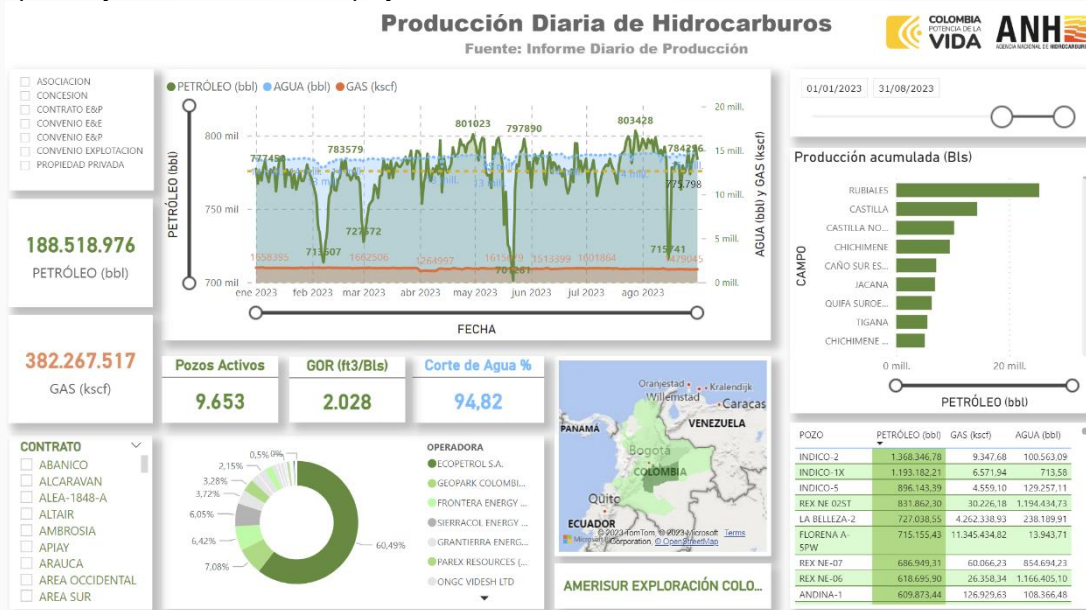 Producción Diaria de Hidrocarburos
Fuente: Informe Diario de Producción
COLOMBIA
POTENCIA DE LA
VIDA
ANH
AGENCIA NACIONAL DE HIDROCARBUROS
ASOCIACION
CONCESION
CONTRATO E&P
CONVENIO E&E
CONVENIO E&P
CONVENIO EXPLOTACION
PROPIEDAD PRIVADA
188.518.976
PETRÓLEO (bbl)
382.267.517
GAS (kscf)
CONTRATO
ABANICO
ALCARAVAN
ALEA-1848-A
ALTAIR
AMBROSIA
APIAY
ARAUCA
AREA OCCIDENTAL
AREA SUR
PETRÓLEO (bbl) AGUA (bbl) GAS (kscf)
PETRÓLEO (bbl)
800 mil
750 mil
700 mil
801023
797890
803428
783579
784296
775.798
727672
713607
715741
701261
1658395
1662506
1264997
1513399
1601864
1479045
20 mill.
15 mill.
10 mill.
5 mill.
0 mill.
AGUA (bbl) y GAS (kscf)
ene 2023 feb 2023 mar 2023 abr 2023 may 2023 jun 2023 jul 2023 ago 2023
FECHA
Pozos Activos
9.653
GOR (ft3/Bls)
2.028
Corte de Agua %
94,82
0,5%
0%
2,15%
3,28%
3,72%
6,05%
6,42%
7,08%
60,49%
OPERADORA
ECOPETROL S.A.
GEOPARK COLOMBI...
FRONTERA ENERGY ...
SIERRACOL ENERGY ...
GRANTIERRA ENERG...
PAREX RESOURCES (...
ONGC VIDESH LTD
Oranjestad
Kralendijk
Willemstad
Caracas
PANAMÁ
VENEZUELA
Bogotá
COLOMBIA
Quito
ECUADOR
© 2023 TomTom, © 2023 Microsoft Terms
Corporation, © OpenStreetMap
AMERISUR EXPLORACIÓN COLO...
01/01/2023 31/08/2023
Producción acumulada (Bls)
CAMPO
RUBIALES
CASTILLA
CASTILLA NO...
CHICHIMENE
CAÑO SUR ES...
JACANA
QUIFA SUROE...
TIGANA
CHICHIMENE ...
0 mill. 20 mill.
PETRÓLEO (bbl)
POZO PETRÓLEO (bbl) GAS (kscf) AGUA (bbl)
INDICO-2 1.368.346,78 9.347,68 100.563,09
INDICO-1X 1.193.182,21 6.571,94 713,58
INDICO-5 896.143,39 4.559,10 129.257,11
REX NE 02ST 831.862,30 30.226,18 1.194.434,73
LA BELLEZA-2 727.038,55 4.262.338,93 238.189,91
FLORENA A-5PW 715.155,43 11.345.434,82 13.943,71
REX NE-07 686.949,31 60.066,23 854.694,23
REX NE-06 618.695,90 26.358,34 1.166.405,10
ANDINA-1 609.873,44 126.929,63 108.366,48